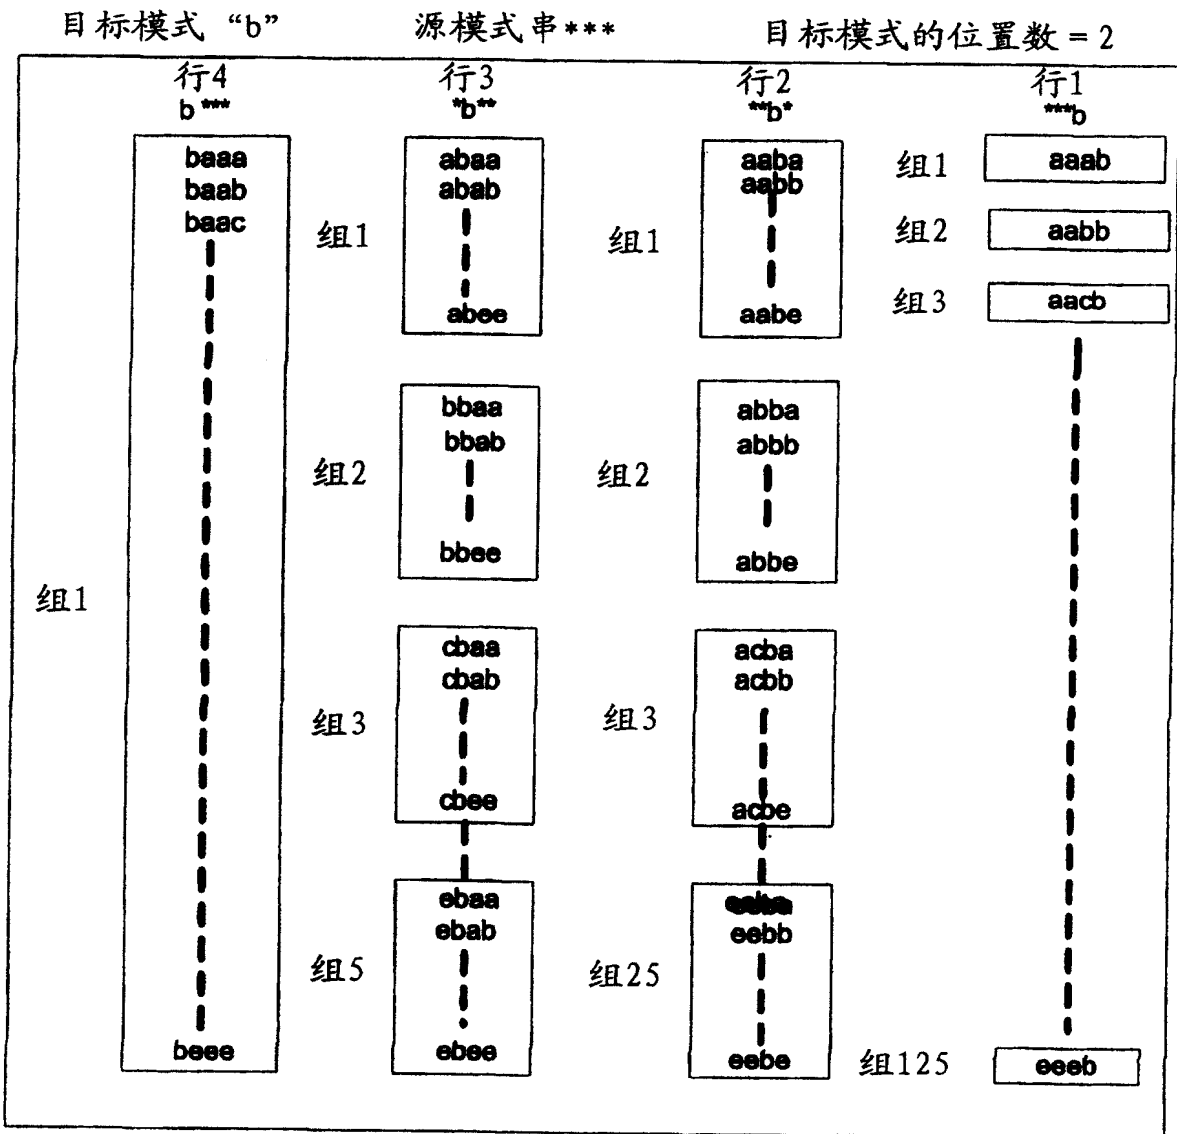 目标模式 “b” 源模式串*** 目标模式的位置数 = 2
行4 行3 行2 行1
b *** *b** **b* ***b
baaa abaa aaba 组1 aaab
baab abab aabb
baac 组1 组1 组2 aabb
abee aabe 组3 aacb
bbaa abba
bbab abbb
组2 组2
bbee abbe
组1
cbaa acba
cbab acbb
组3 组3
cbee acbe
ebaa
ebab eebb
组5 组25
beee ebee eebe 组125 eeeb